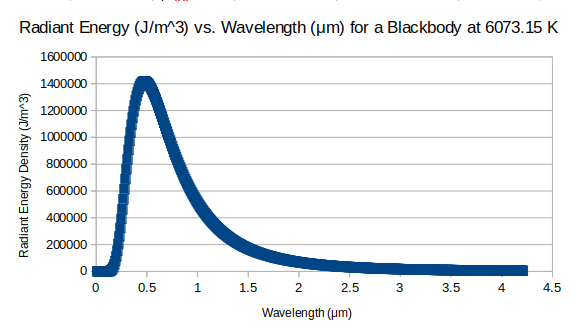 Radiant Energy (J/m^3) vs. Wavelength (μm) for a Blackbody at 6073.15 K
1600000
1400000
1200000
1000000
800000
600000
400000
200000
0
Radiant Energy Density (J/m^3)
0 0.5 1 1.5 2 2.5 3 3.5 4 4.5
Wavelength (μm)